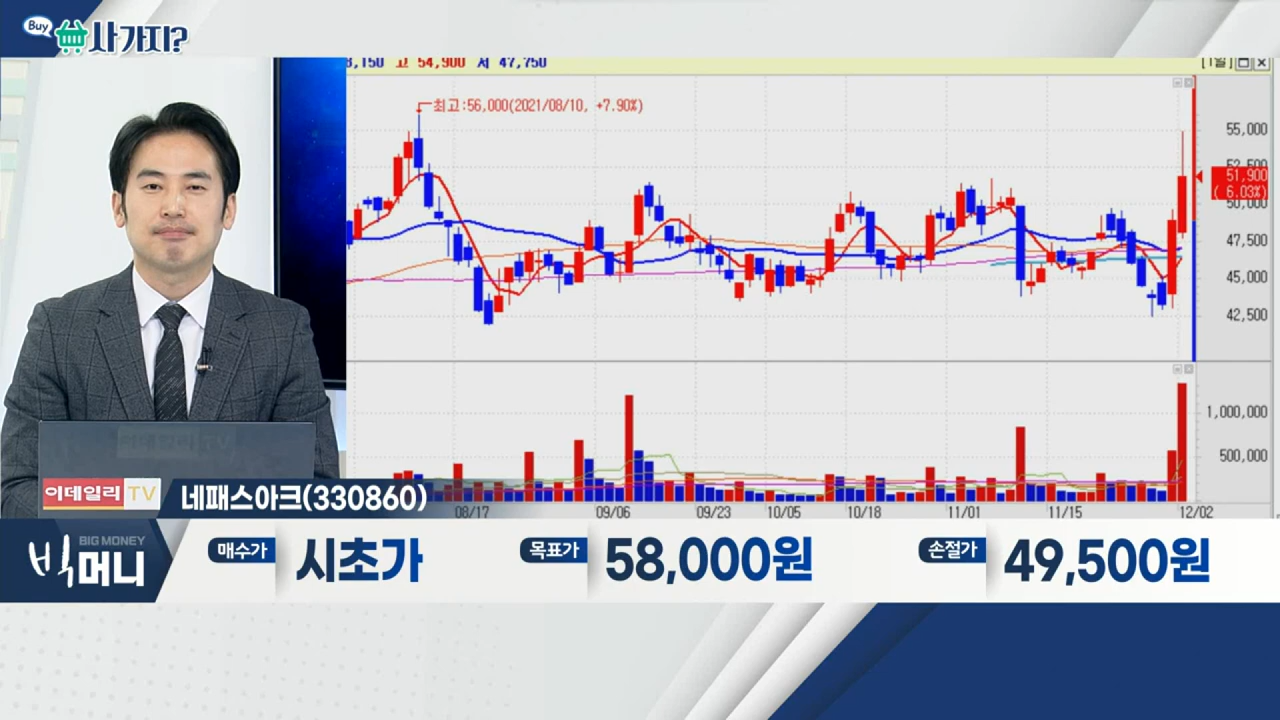 Buy
사가지?
고 54,900 저 47,750
[1일]
최고:56,000(2021/08/10, +7.90%)
55,000
52,500
51,900
( 6.03%)
50,000
47,500
45,000
42,500
1,000,000
500,000
이데일리 TV
네패스아크(330860)
08/17
09/06
09/23
10/05
10/18
11/01
11/15
12/02
BIG MONEY
빅머니
매수가
시초가
목표가
58,000원
손절가
49,500원